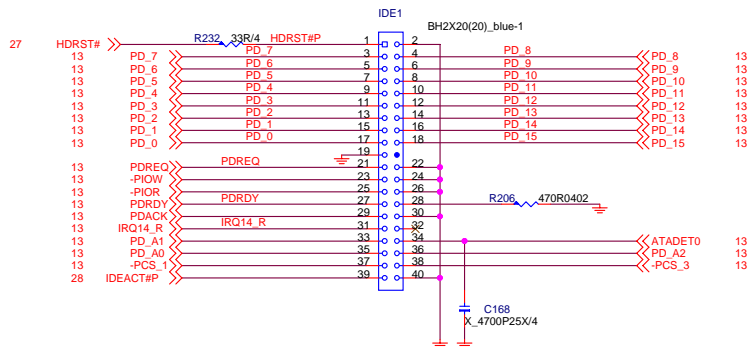 IDE1
BH2X20(20)_blue-1
27 HDRST# R232 33R/4 HDRST#P 1 2
13 PD_7 PD_7 3 4 PD_8 PD_8 13
13 PD_6 PD_6 5 6 PD_9 PD_9 13
13 PD_5 PD_5 7 8 PD_10 PD_10 13
13 PD_4 PD_4 9 10 PD_11 PD_11 13
13 PD_3 PD_3 11 12 PD_12 PD_12 13
13 PD_2 PD_2 13 14 PD_13 PD_13 13
13 PD_1 PD_1 15 16 PD_14 PD_14 13
13 PD_0 PD_0 17 18 PD_15 PD_15 13
19
13 PDREQ PDREQ 21 22
13 -PIOW 23 24
13 -PIOR 25 26
13 PDRDY PDRDY 27 28 R206 470R0402
13 PDACK 29 30
13 IRQ14_R IRQ14_R 31 32
13 PD_A1 33 34 ATADET0 13
13 PD_A0 35 36 PD_A2 13
13 -PCS_1 37 38 -PCS_3 13
28 IDEACT#P 39 40
C168
X_4700P25X/4